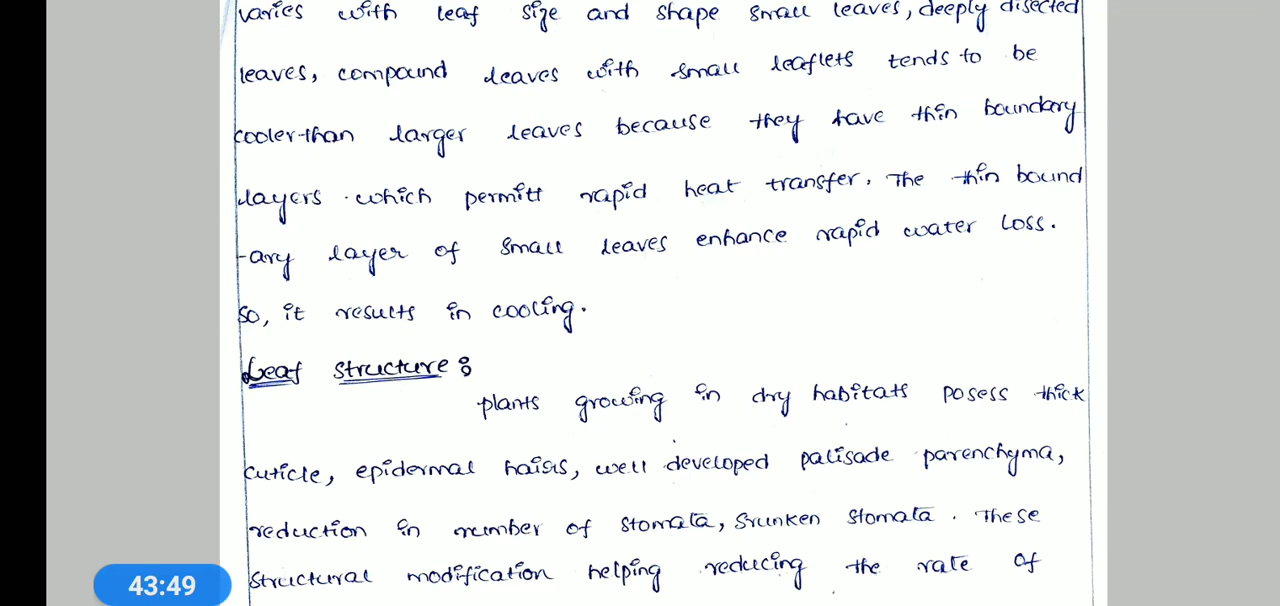 varies with leaf size and shape small leaves, deeply disected
leaves, compound leaves with small leaflets tends to be
cooler than larger leaves because they have thin boundary
layers. which permitt rapid heat transfer. The thin bound
-ary layer of small leaves enhance rapid water loss.
so, it results in cooling.
Leaf structure :
plants growing in dry habitats posess thick
cuticle, epidermal hairs, well developed palisade parenchyma,
reduction in number of stomata, srunken stomata. These
structural modification helping reducing the rate of
43:49